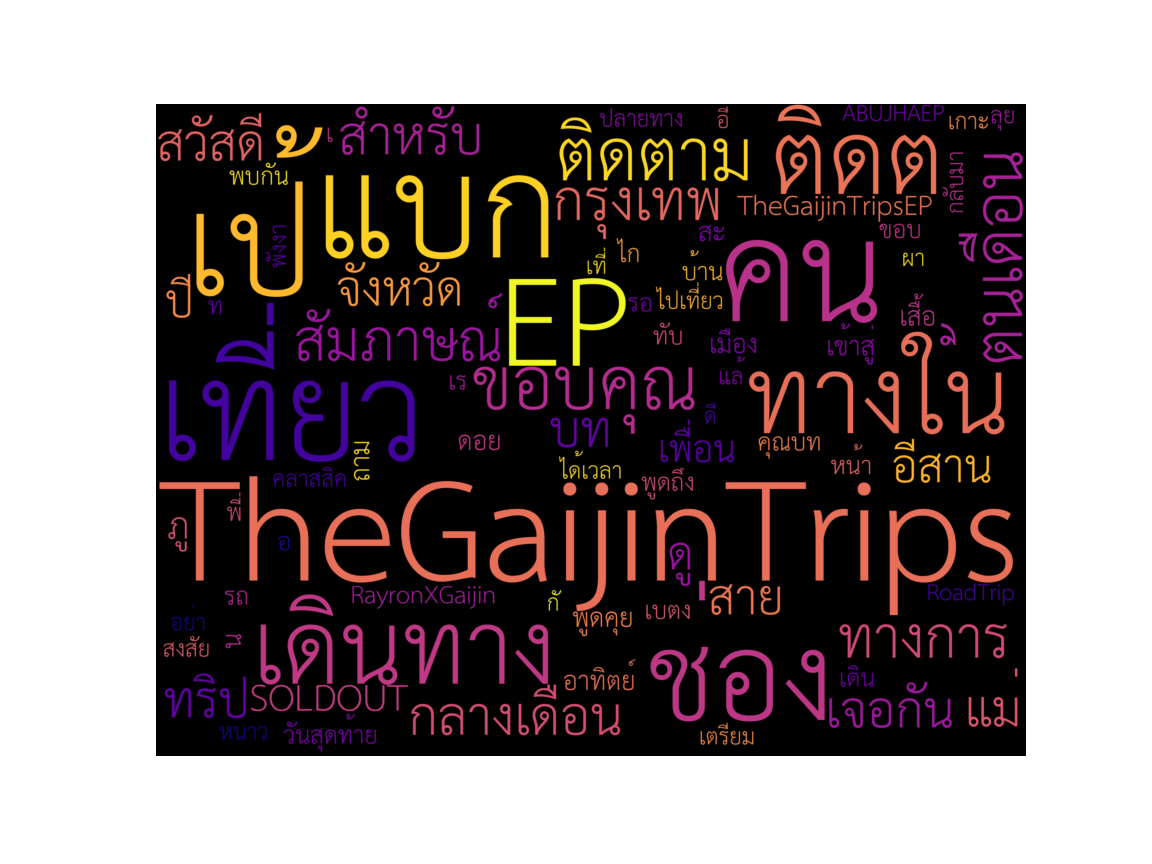 สวัสดี
เป้
เ
สำหรับ
แบก
ติดตาม
ปลายทาง
อี
ติดต
ABUJHAEP
เกาะ
ลุย
พบกัน
กรุงเทพ
TheGaijinTripsEP
กลับมา
ตนเดือน
พังงา
สะ
คน
ขอบ
ไก
เที่
บ้าน
ผา
ปี
ท
จังหวัด
EP
รอ
ไปเที่ยว
เสื้อ
สัมภาษณ์
ทับ
เมือง
เข้าสู่
มี
เที่ยว
เร
ขอบคุณ
แล้
ทางใน
ดี
บท
ดอย
เพื่อน
คุณบท
ถาม
คลาสสิค
ได้เวลา
พูดถึง
หน้า
อีสาน
TheGaijinTrips
ภู
พี่
อ
ดู
รถ
RayronXGaijin
กั
พูดคุย
เบตง
สาย
RoadTrip
อย่า
สงสัย
เดินทาง
ทางการ
ทริป
SOLDOUT
อาทิตย์
ช่อง
เดิน
กลางเดือน
เจอกัน
แม่
หนาว
วันสุดท้าย
เตรียม